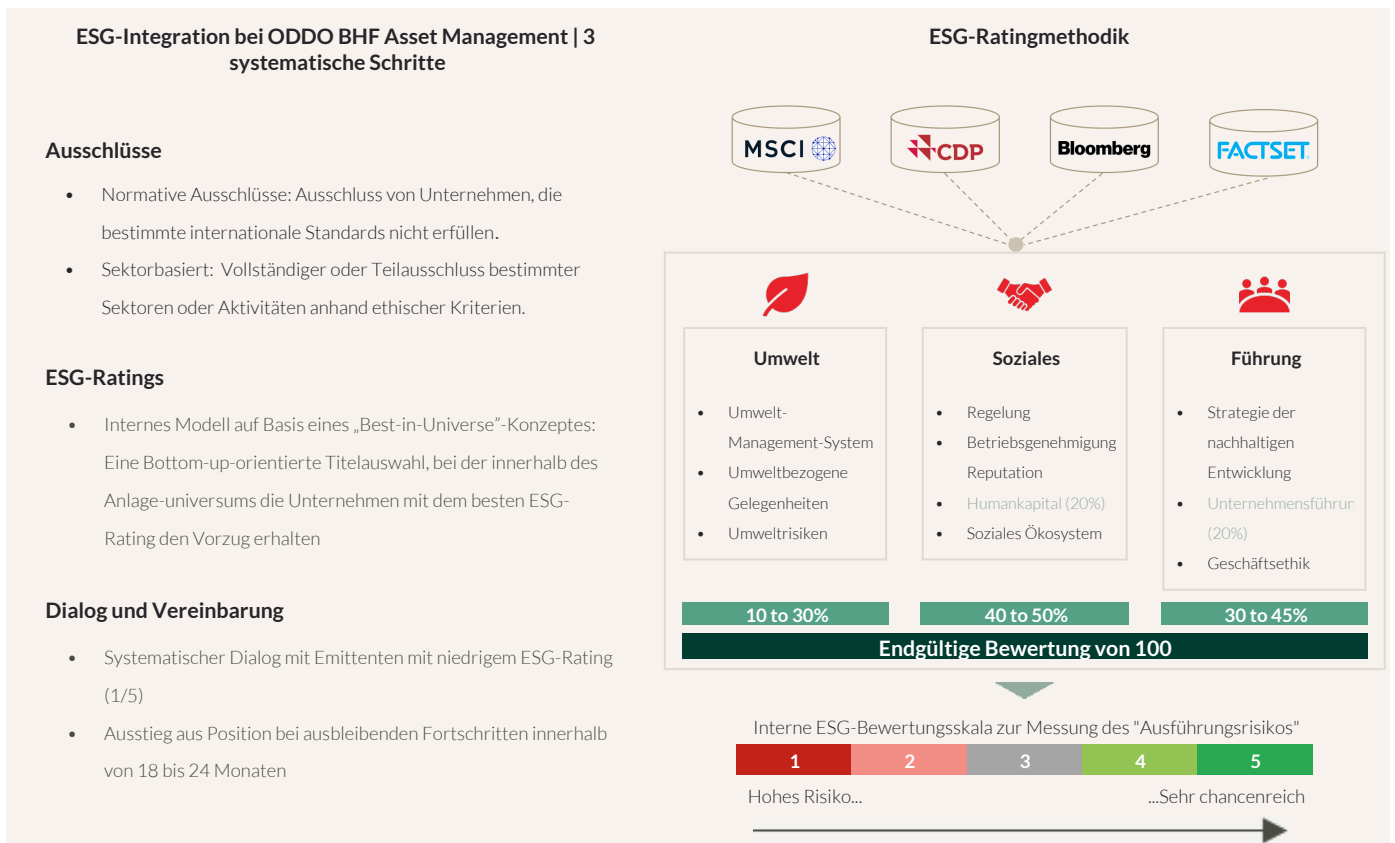 ESG-Integration bei ODDO BHF Asset Management | 3
systematische Schritte
Ausschlüsse
• Normative Ausschlüsse: Ausschluss von Unternehmen, die
bestimmte internationale Standards nicht erfüllen.
• Sektorbasiert: Vollständiger oder Teilausschluss bestimmter
Sektoren oder Aktivitäten anhand ethischer Kriterien.
ESG-Ratings
• Internes Modell auf Basis eines „Best-in-Universe”-Konzeptes:
Eine Bottom-up-orientierte Titelauswahl, bei der innerhalb des
Anlage-universums die Unternehmen mit dem besten ESG-
Rating den Vorzug erhalten
Dialog und Vereinbarung
• Systematischer Dialog mit Emittenten mit niedrigem ESG-Rating
(1/5)
• Ausstieg aus Position bei ausbleibenden Fortschritten innerhalb
von 18 bis 24 Monaten
ESG-Ratingmethodik
MSCI
CDP
Bloomberg
FACTSET
Umwelt
• Umwelt-
Management-System
• Umweltbezogene
Gelegenheiten
• Umweltrisiken
10 to 30%
Soziales
• Regelung
• Betriebsgenehmigung
Reputation
• Humankapital (20%)
• Soziales Ökosystem
40 to 50%
Führung
• Strategie der
nachhaltigen
Entwicklung
• Unternehmensführur
(20%)
• Geschäftsethik
30 to 45%
Endgültige Bewertung von 100
Interne ESG-Bewertungsskala zur Messung des "Ausführungsrisikos"
1 2 3 4 5
Hohes Risiko... ...Sehr chancenreich